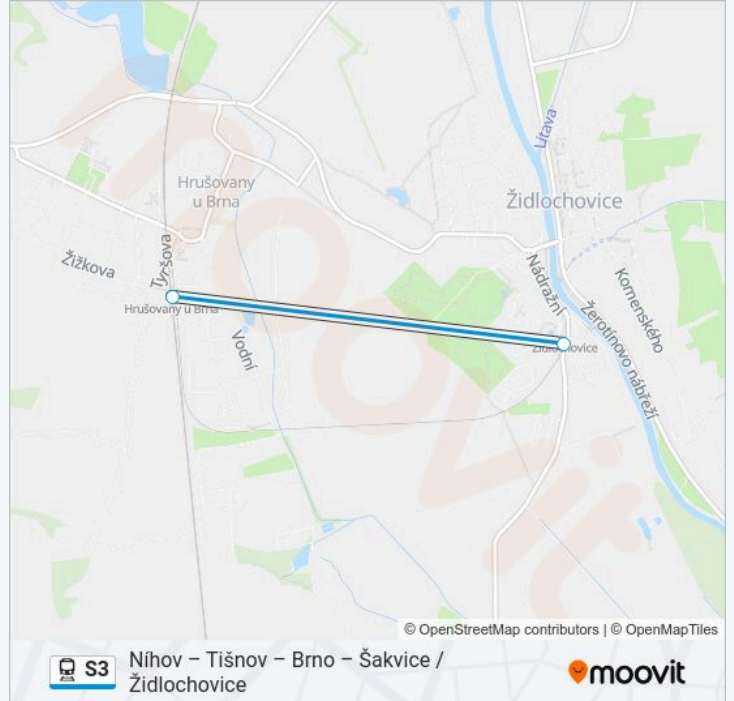 Litava
Hrušovany
u Brna
Židlochovice
Žižkova
Tyršova
Nádražní
Komenského
Hrušovany u Brna
Vodní
Židlochovice
Žerotínovo nábřeží
moovit
© OpenStreetMap contributors | © OpenMapTiles
S3
Níhov – Tišnov – Brno – Šakvice /
Židlochovice
moovit